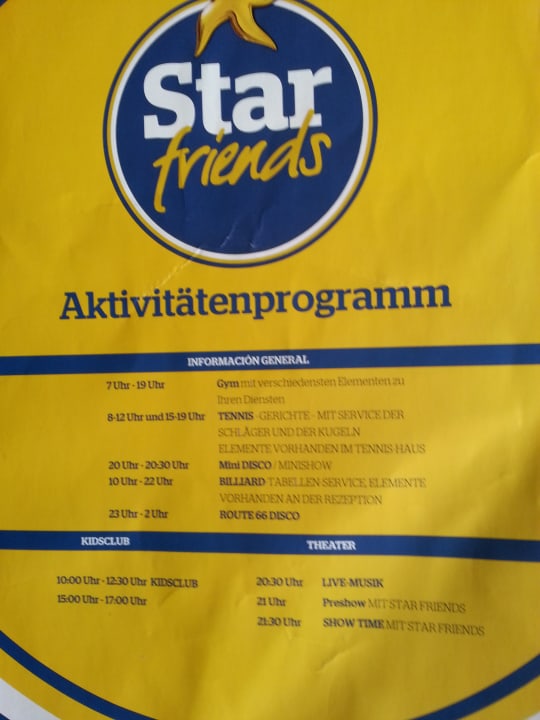 Star
friends
Aktivitätenprogramm
INFORMACIÓN GENERAL
7 Uhr - 19 Uhr Gym mit verschiedensten Elementen zu
Ihren Diensten
8-12 Uhr und 15-19 Uhr TENNIS -GERICHTE - MIT SERVICE DER
SCHLÄGER UND DER KUGELN
ELEMENTE VORHANDEN IM TENNIS-HAUS
20 Uhr - 20:30 Uhr Mini DISCO / MINISHOW
10 Uhr - 22 Uhr BILLIARD-TABELLEN SERVICE, ELEMENTE
VORHANDEN AN DER REZEPTION
23 Uhr - 2 Uhr ROUTE 66 DISCO
KIDSCLUB
10:00 Uhr - 12:30 Uhr KIDSCLUB
15:00 Uhr - 17:00 Uhr
THEATER
20:30 Uhr LIVE-MUSIK
21 Uhr Preshow MIT STAR FRIENDS
21:30 Uhr SHOW TIME MIT STAR FRIENDS